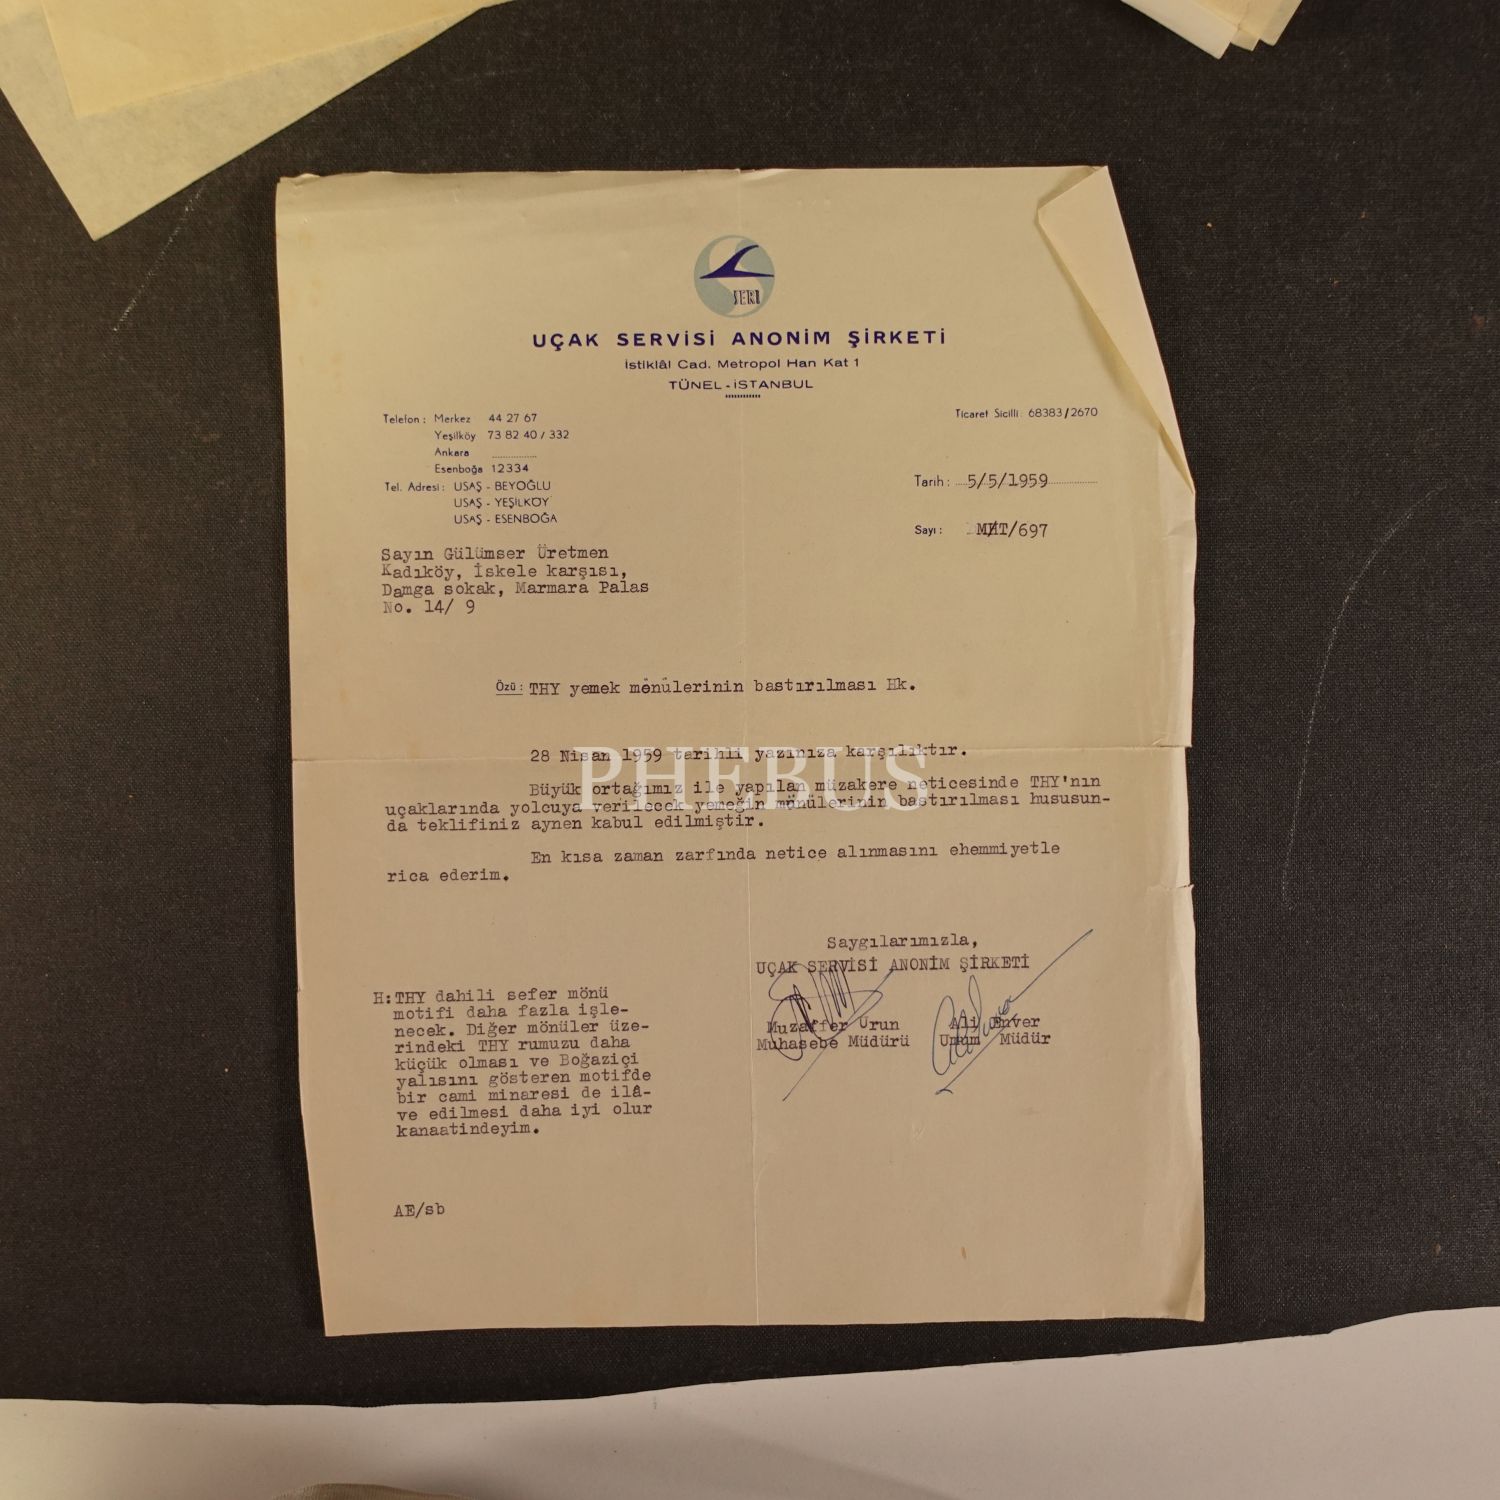 SERVİ
UÇAK SERVİSİ ANONİM ŞİRKETİ
İstiklâl Cad. Metropol Han Kat 1
TÜNEL - İSTANBUL
Telefon : Merkez 44 27 67
Yeşilköy 73 82 40 / 332
Ankara
Esenboğa 12334
Tel. Adresi : USAŞ - BEYOĞLU
USAŞ - YEŞİLKÖY
USAŞ - ESENBOĞA
Ticaret Sicilli : 68383/2670
Tarih : 5/5/1959
Sayı : MHT/697
Sayın Gülümser Üretmen
Kadıköy, İskele karşısı,
Damga sokak, Marmara Palas
No. 14/ 9
Özü : THY yemek mönülerinin bastırılması Hk.
28 Nisan 1959 tarihli yazınıza karşılıktır.
PHEBUS
Büyük ortağımız ile yapılan müzakere neticesinde THY'nın
uçaklarında yolcuya verilecek yemeğin mönülerinin bastırılması hususun-
da teklifiniz aynen kabul edilmiştir.
En kısa zaman zarfında netice alınmasını ehemmiyetle
rica ederim.
Saygılarımızla,
UÇAK SERVİSİ ANONİM ŞİRKETİ
Muzaffer Urun Ali Enver
Muhasebe Müdürü Umum Müdür
H:THY dahili sefer mönü
motifi daha fazla işle-
necek. Diğer mönüler üze-
rindeki THY rumuzu daha
küçük olması ve Boğaziçi
yalısını gösteren motifde
bir cami minaresi de ilâ-
ve edilmesi daha iyi olur
kanaatindeyim.
AE/sb